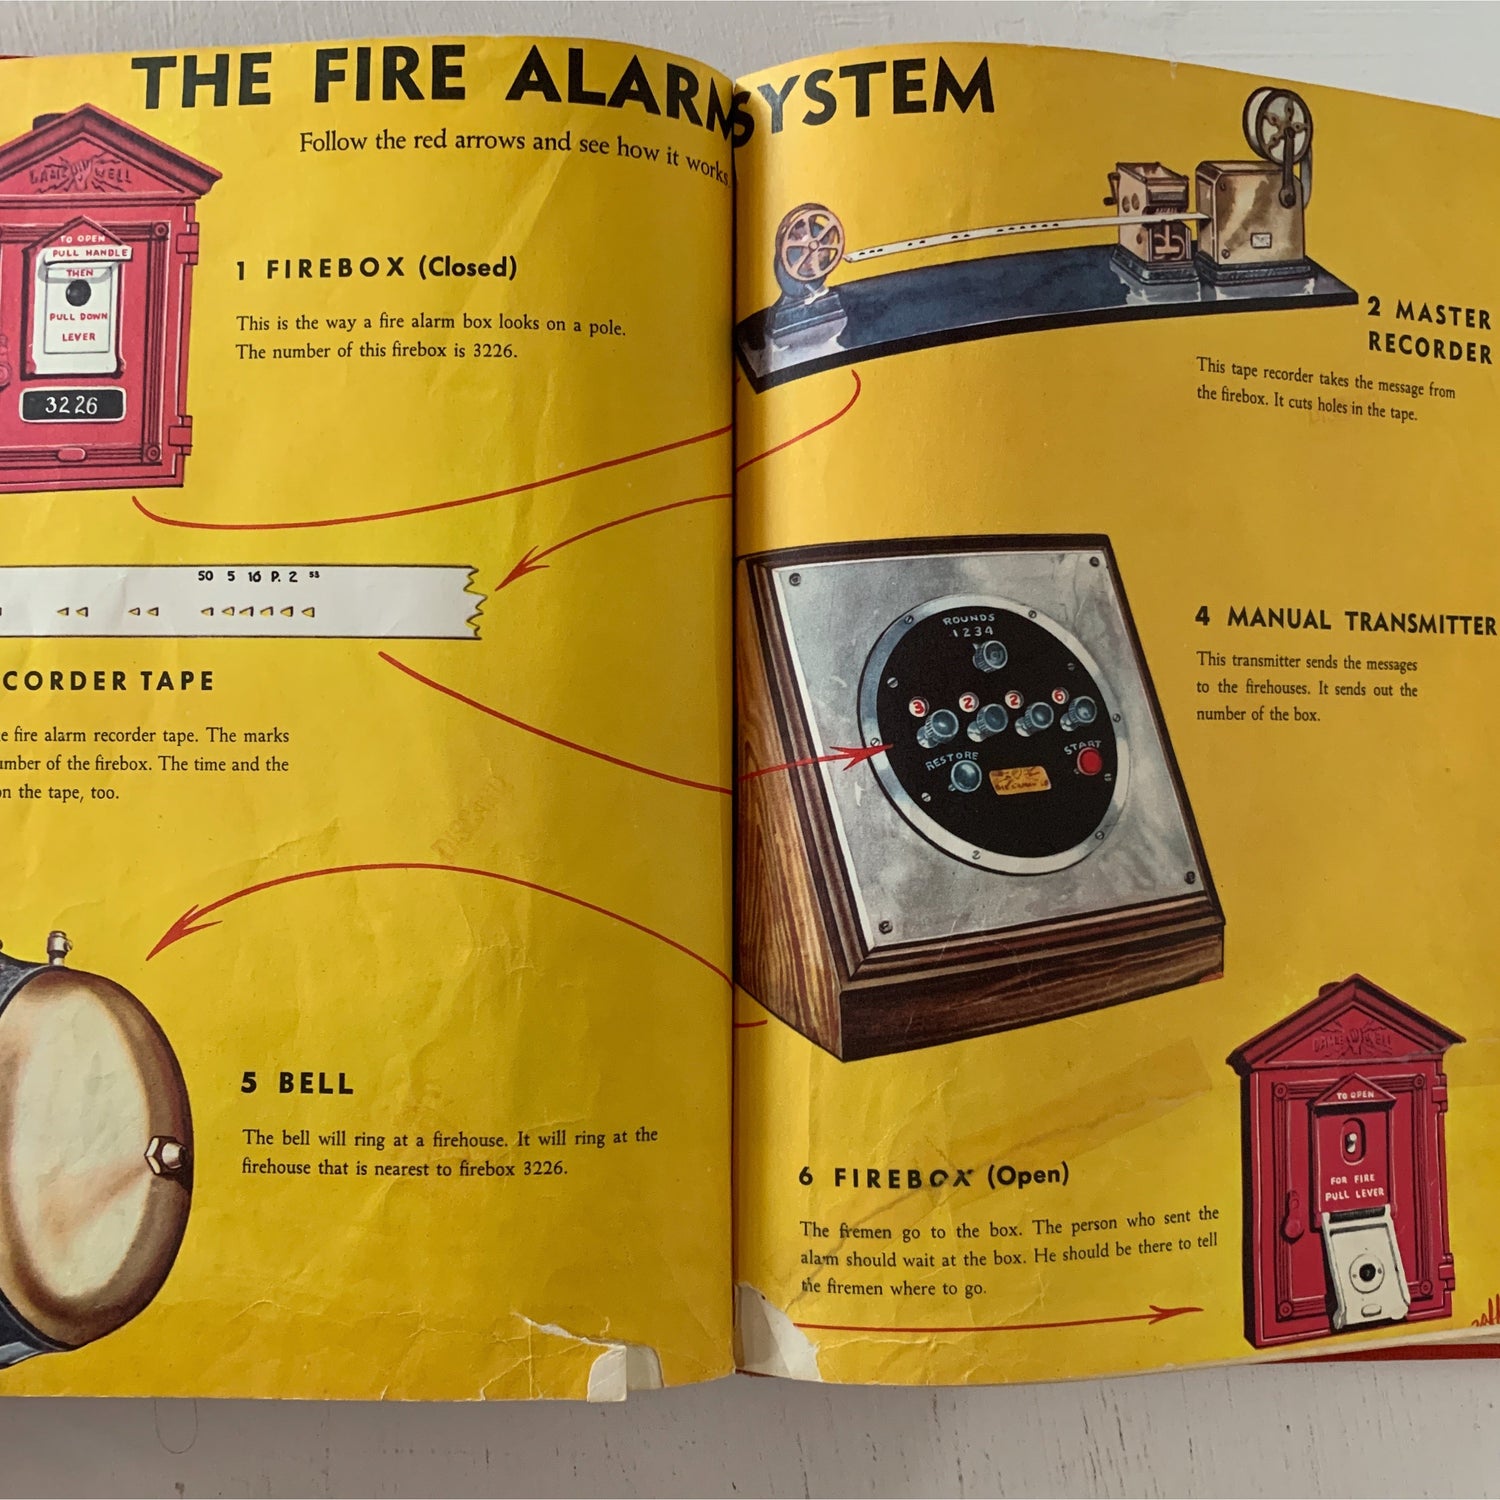 THE FIRE ALARM SYSTEM
Follow the red arrows and see how it works
GAMEWELL
TO OPEN
PULL HANDLE
THEN
PULL DOWN
LEVER
3226
1 FIREBOX (Closed)
This is the way a fire alarm box looks on a pole.
The number of this firebox is 3226.
2 MASTER
RECORDER
This tape recorder takes the message from
the firebox. It cuts holes in the tape.
50 5 16 P. 2 53
CORDER TAPE
e fire alarm recorder tape. The marks
umber of the firebox. The time and the
on the tape, too.
ROUNDS
1 2 3 4
3 2 2 6
RESTORE
START
4 MANUAL TRANSMITTER
This transmitter sends the messages
to the firehouses. It sends out the
number of the box.
5 BELL
The bell will ring at a firehouse. It will ring at the
firehouse that is nearest to firebox 3226.
6 FIREBOX (Open)
The firemen go to the box. The person who sent the
alarm should wait at the box. He should be there to tell
the firemen where to go.
GAMEWELL
TO OPEN
FOR FIRE
PULL LEVER